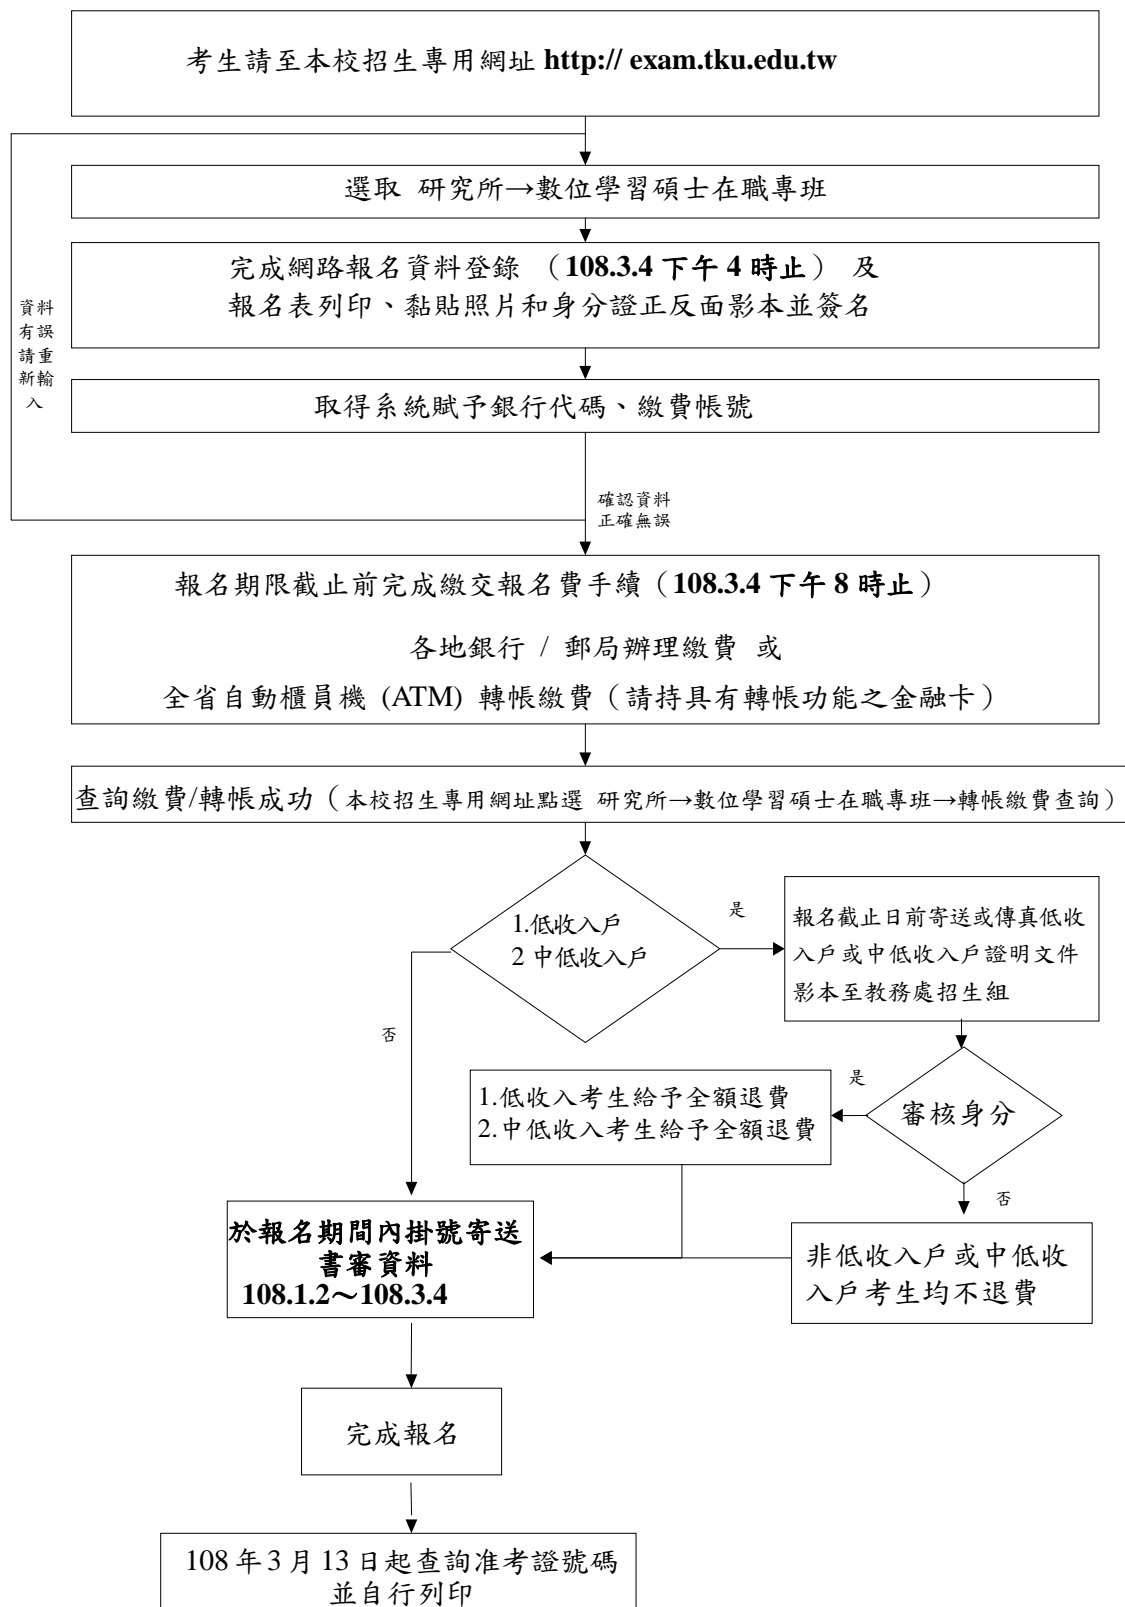 考生請至本校招生專用網址 http:// exam.tku.edu.tw
選取 研究所→數位學習碩士在職專班
完成網路報名資料登錄 （108.3.4 下午 4 時止） 及
報名表列印、黏貼照片和身分證正反面影本並簽名
資料
有誤
請重
新輸
入
取得系統賦予銀行代碼、繳費帳號
確認資料
正確無誤
報名期限截止前完成繳交報名費手續（108.3.4 下午 8 時止）
各地銀行 / 郵局辦理繳費 或
全省自動櫃員機 (ATM) 轉帳繳費（請持具有轉帳功能之金融卡）
查詢繳費/轉帳成功（本校招生專用網址點選 研究所→數位學習碩士在職專班→轉帳繳費查詢）
1.低收入戶
2 中低收入戶
是
報名截止日前寄送或傳真低收
入戶或中低收入戶證明文件
影本至教務處招生組
否
審核身分
是
1.低收入考生給予全額退費
2.中低收入考生給予全額退費
否
非低收入戶或中低收
入戶考生均不退費
於報名期間內掛號寄送
書審資料
108.1.2～108.3.4
完成報名
108 年 3 月 13 日起查詢准考證號碼
並自行列印